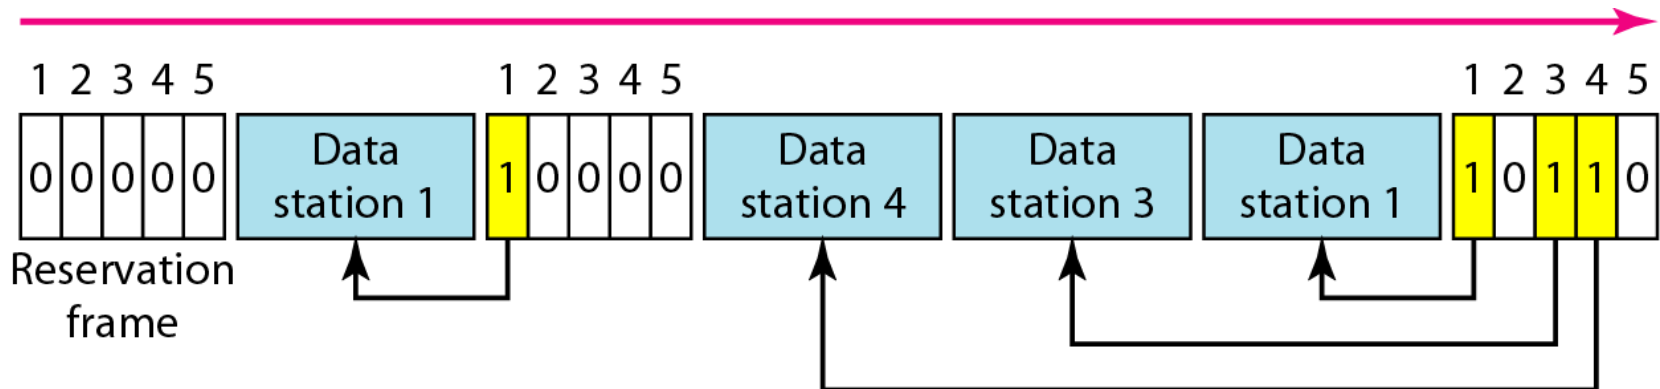 1 2 3 4 5 1 2 3 4 5 1 2 3 4 5
0 0 0 0 0 Data station 1 1 0 0 0 0 Data station 4 Data station 3 Data station 1 1 0 1 1 0
Reservation
frame